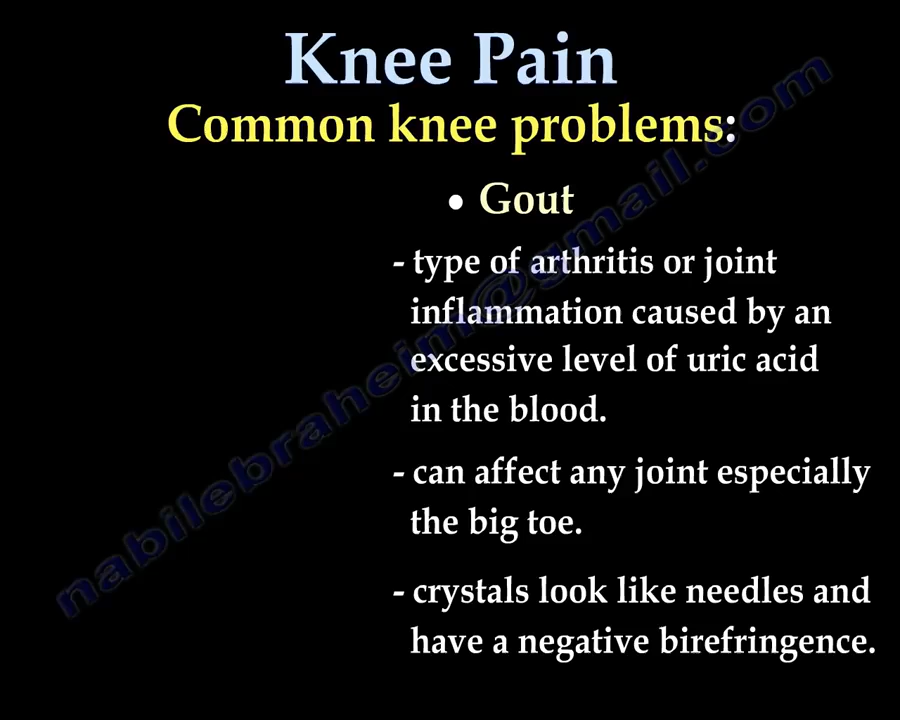 Knee Pain
Common knee problems:
• Gout
- type of arthritis or joint
inflammation caused by an
excessive level of uric acid
in the blood.
- can affect any joint especially
the big toe.
- crystals look like needles and
have a negative birefringence.
nabilebraheim@gmail.com